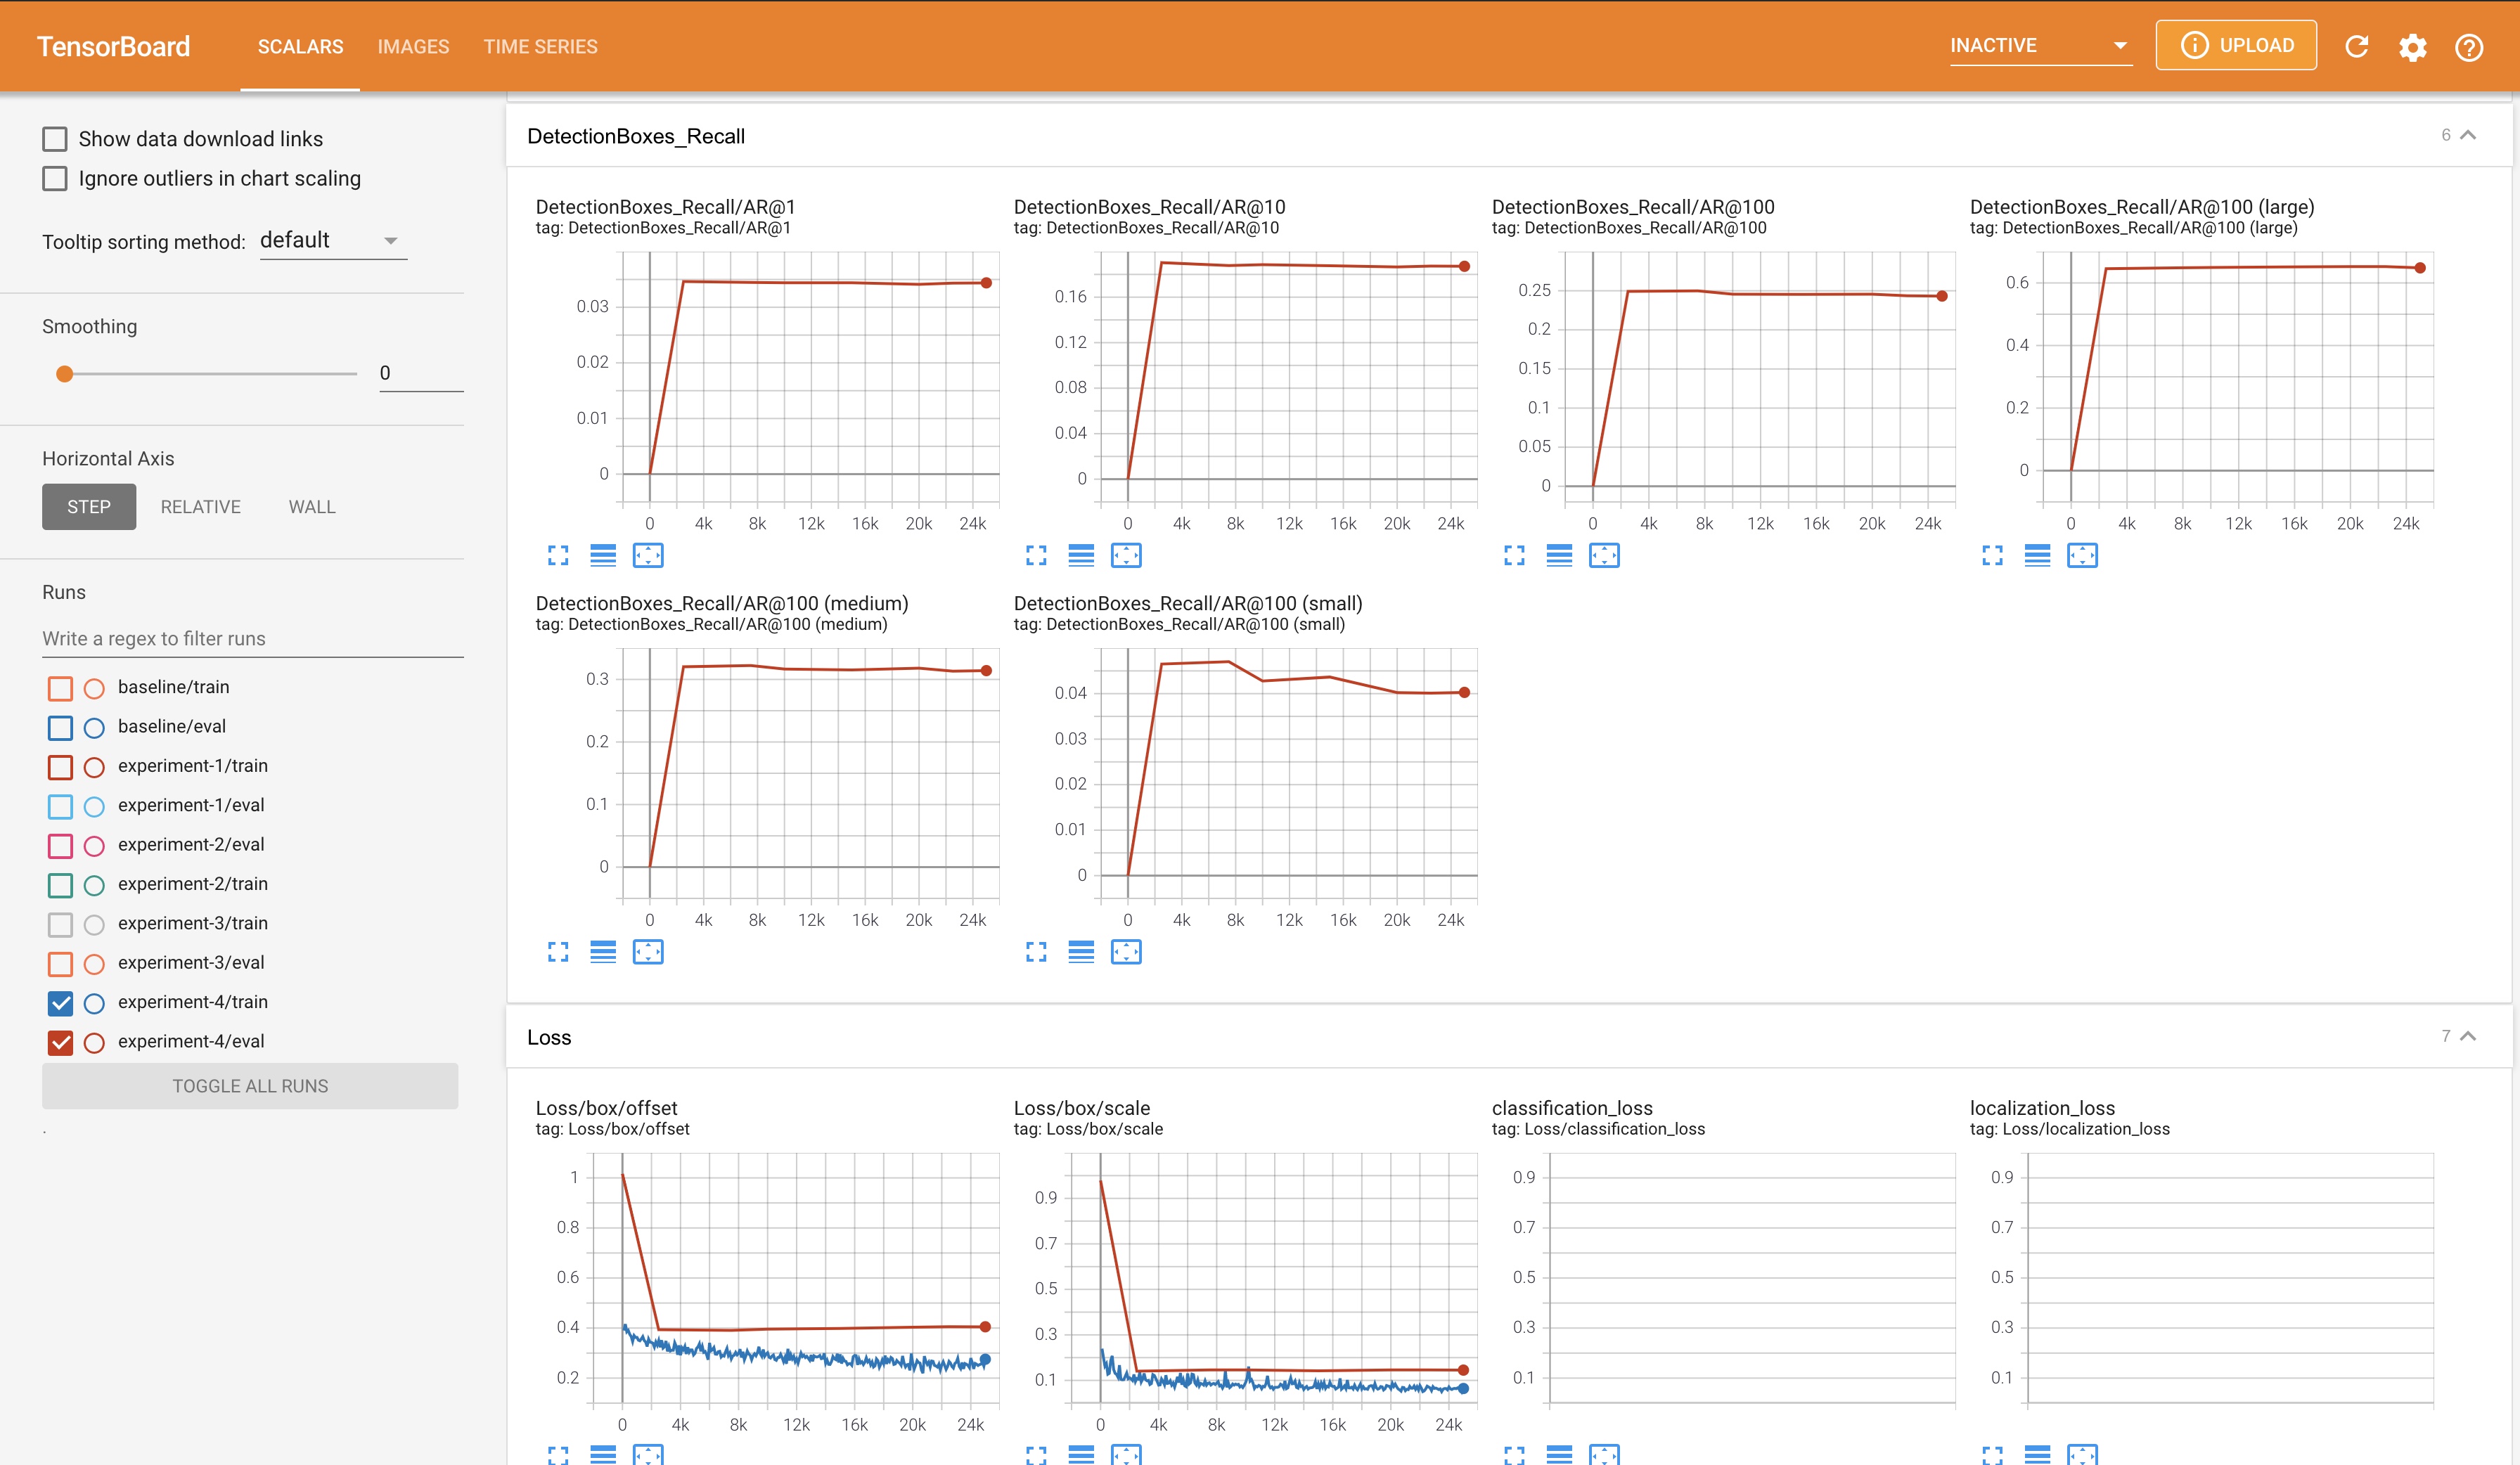 TensorBoard SCALARS IMAGES TIME SERIES INACTIVE UPLOAD
Show data download links
Ignore outliers in chart scaling
Tooltip sorting method: default
Smoothing
0
Horizontal Axis
STEP RELATIVE WALL
Runs
Write a regex to filter runs
baseline/train
baseline/eval
experiment-1/train
experiment-1/eval
experiment-2/eval
experiment-2/train
experiment-3/train
experiment-3/eval
experiment-4/train
experiment-4/eval
TOGGLE ALL RUNS
.
DetectionBoxes_Recall 6
DetectionBoxes_Recall/AR@1
tag: DetectionBoxes_Recall/AR@1
0.03
0.02
0.01
0
0 4k 8k 12k 16k 20k 24k
DetectionBoxes_Recall/AR@10
tag: DetectionBoxes_Recall/AR@10
0.16
0.12
0.08
0.04
0
0 4k 8k 12k 16k 20k 24k
DetectionBoxes_Recall/AR@100
tag: DetectionBoxes_Recall/AR@100
0.25
0.2
0.15
0.1
0.05
0
0 4k 8k 12k 16k 20k 24k
DetectionBoxes_Recall/AR@100 (large)
tag: DetectionBoxes_Recall/AR@100 (large)
0.6
0.4
0.2
0
0 4k 8k 12k 16k 20k 24k
DetectionBoxes_Recall/AR@100 (medium)
tag: DetectionBoxes_Recall/AR@100 (medium)
0.3
0.2
0.1
0
0 4k 8k 12k 16k 20k 24k
DetectionBoxes_Recall/AR@100 (small)
tag: DetectionBoxes_Recall/AR@100 (small)
0.04
0.03
0.02
0.01
0
0 4k 8k 12k 16k 20k 24k
Loss 7
Loss/box/offset
tag: Loss/box/offset
1
0.8
0.6
0.4
0.2
0 4k 8k 12k 16k 20k 24k
Loss/box/scale
tag: Loss/box/scale
0.9
0.7
0.5
0.3
0.1
0 4k 8k 12k 16k 20k 24k
classification_loss
tag: Loss/classification_loss
0.9
0.7
0.5
0.3
0.1
localization_loss
tag: Loss/localization_loss
0.9
0.7
0.5
0.3
0.1